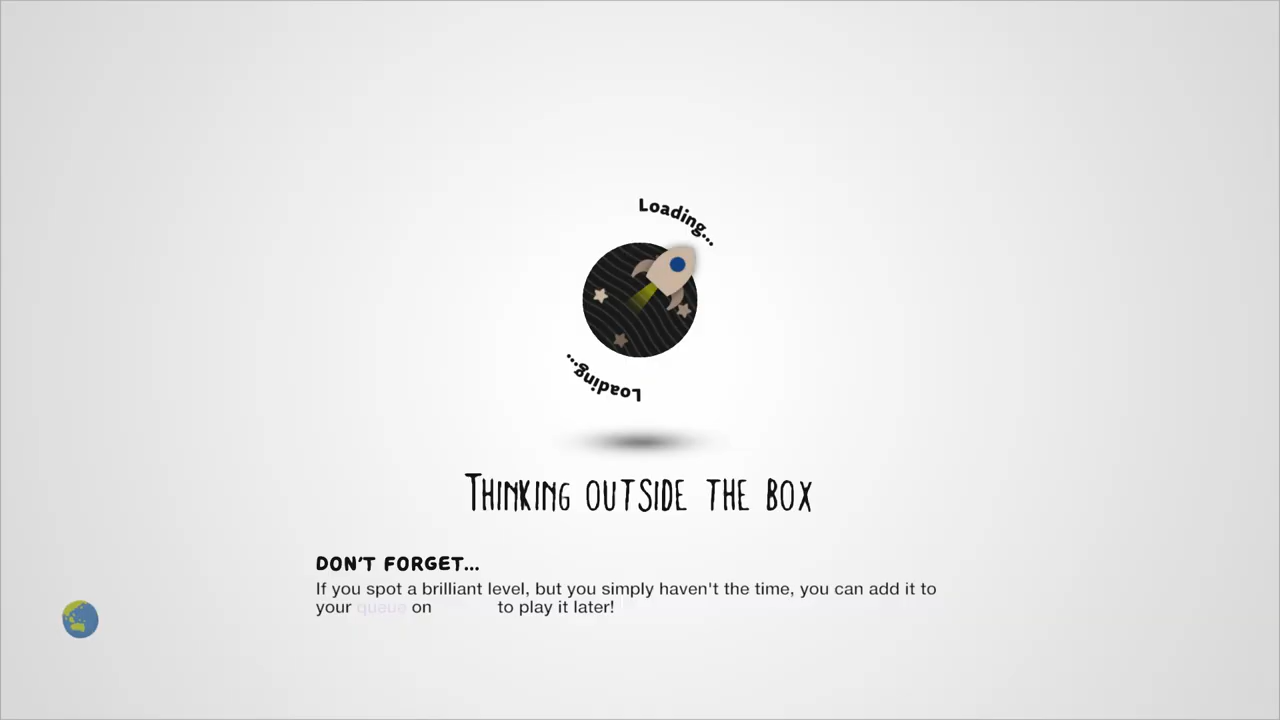 Loading...
Loading...
Thinking outside the box
DON'T FORGET...
If you spot a brilliant level, but you simply haven't the time, you can add it to
your queue on to play it later!